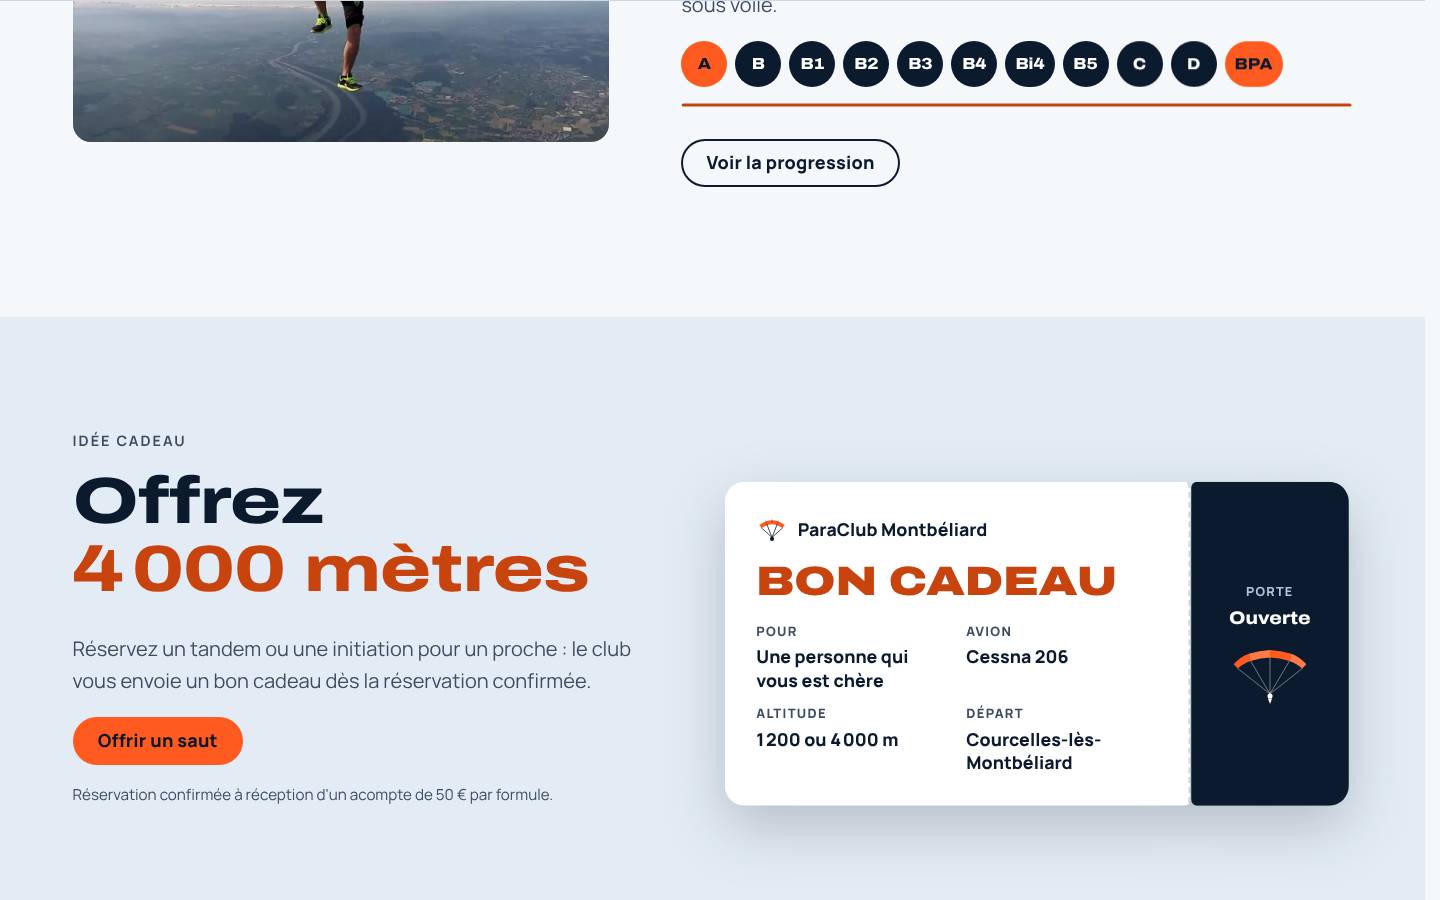 sous voile.
A B B1 B2 B3 B4 Bi4 B5 C D BPA
Voir la progression
IDÉE CADEAU
Offrez
4 000 mètres
Réservez un tandem ou une initiation pour un proche : le club
vous envoie un bon cadeau dès la réservation confirmée.
Offrir un saut
Réservation confirmée à réception d'un acompte de 50 € par formule.
ParaClub Montbéliard
BON CADEAU
POUR
Une personne qui
vous est chère
AVION
Cessna 206
ALTITUDE
1 200 ou 4 000 m
DÉPART
Courcelles-lès-
Montbéliard
PORTE
Ouverte